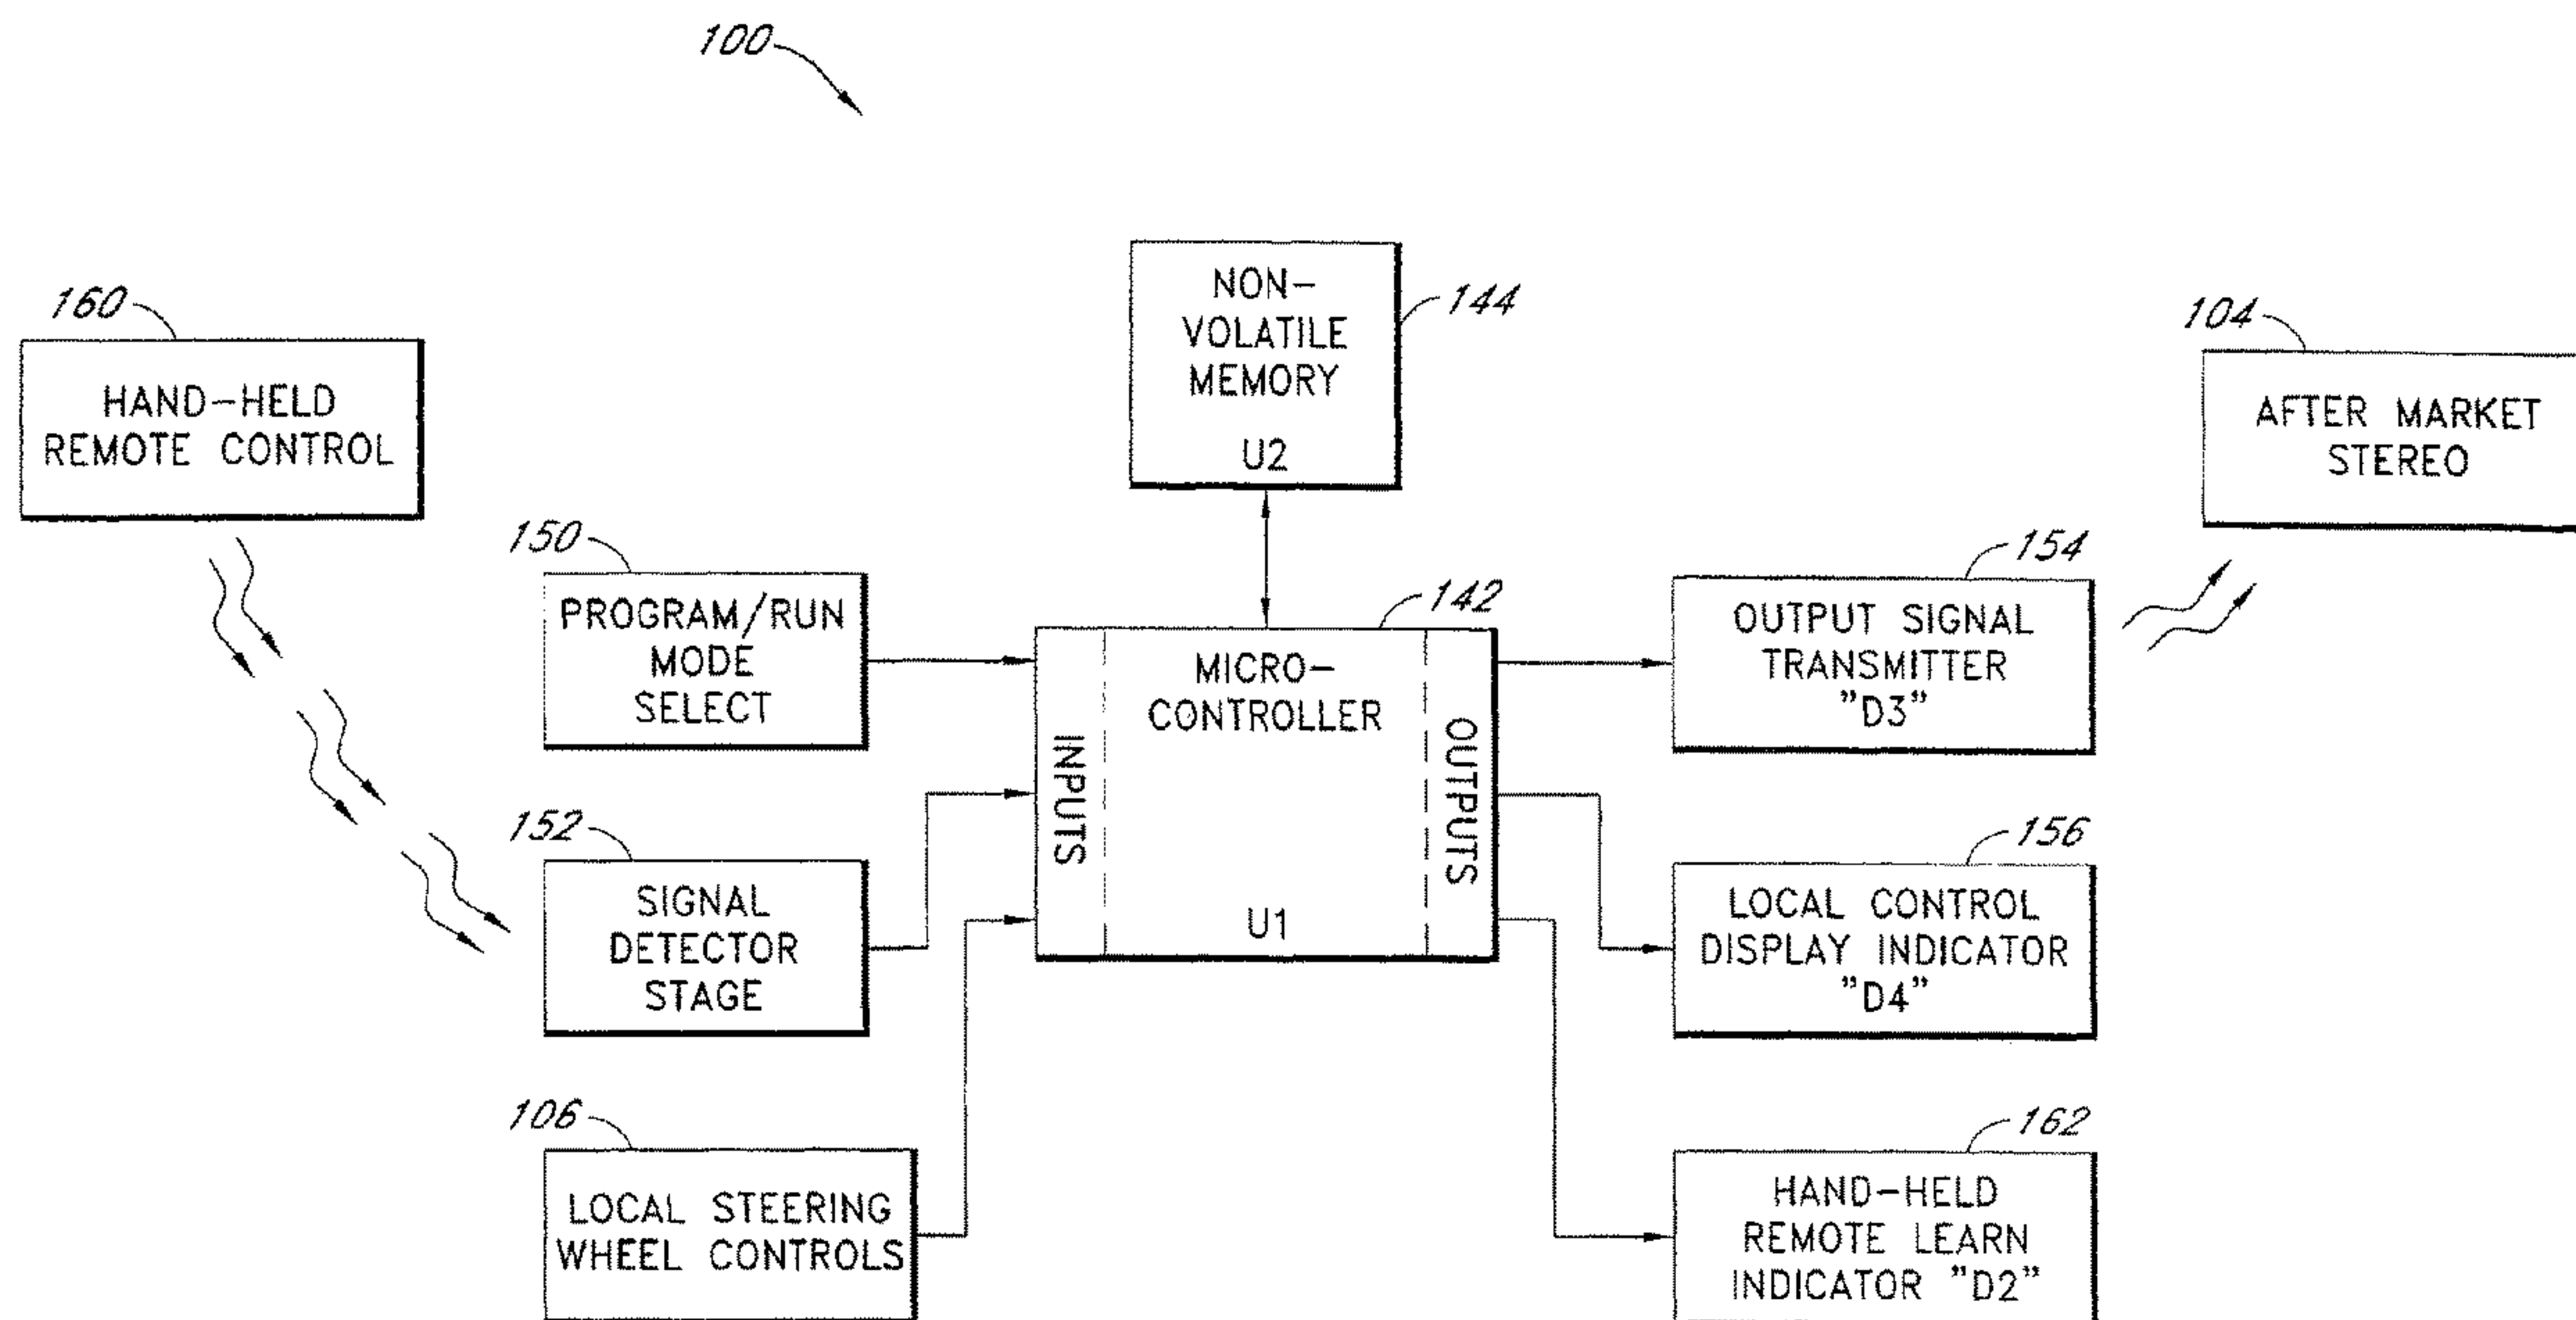 100
160
HAND-HELD
REMOTE CONTROL
NON-
VOLATILE
MEMORY
U2
144
104
AFTER MARKET
STEREO
150
PROGRAM/RUN
MODE
SELECT
142
MICRO-
CONTROLLER
INPUTS
OUTPUTS
U1
154
OUTPUT SIGNAL
TRANSMITTER
"D3"
152
SIGNAL
DETECTOR
STAGE
156
LOCAL CONTROL
DISPLAY INDICATOR
"D4"
106
LOCAL STEERING
WHEEL CONTROLS
162
HAND-HELD
REMOTE LEARN
INDICATOR "D2"